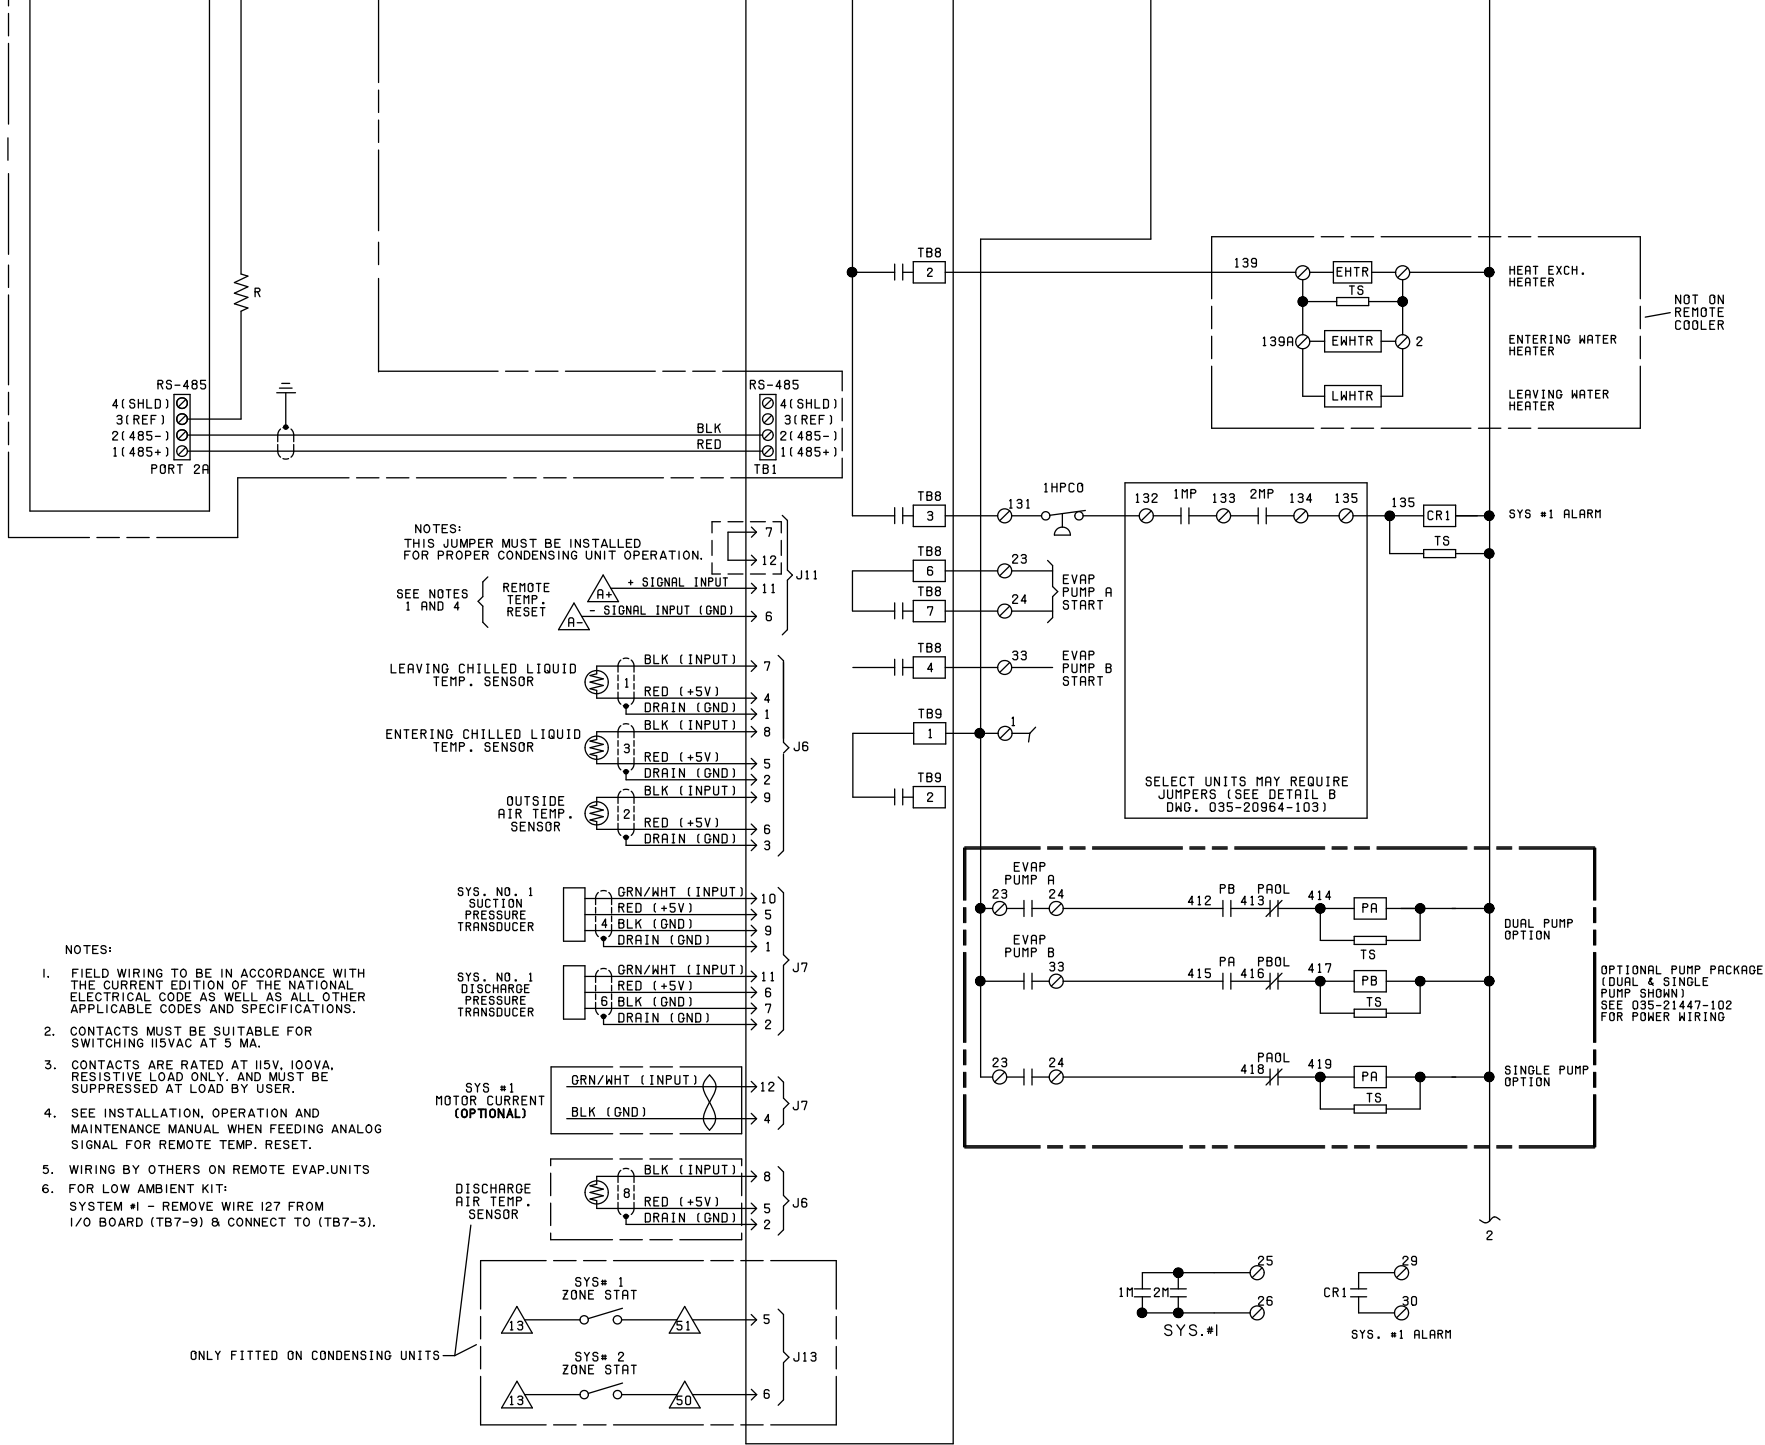 TB8
2
139
EHTR
TS
HEAT EXCH.
HEATER
139A
EWHTR
2
ENTERING WATER
HEATER
LWHTR
LEAVING WATER
HEATER
NOT ON
REMOTE
COOLER
R
RS-485
4(SHLD)
3(REF)
2(485-)
1(485+)
PORT 2A
BLK
RED
RS-485
4(SHLD)
3(REF)
2(485-)
1(485+)
TB1
TB8
3
131
1HPCO
132
1MP
133
2MP
134
135
135
CR1
TS
SYS #1 ALARM
TB8
6
23
TB8
7
24
EVAP
PUMP A
START
TB8
4
33
EVAP
PUMP B
START
TB9
1
1
TB9
2
SELECT UNITS MAY REQUIRE
JUMPERS (SEE DETAIL B
DWG. 035-20964-103)
NOTES:
THIS JUMPER MUST BE INSTALLED
FOR PROPER CONDENSING UNIT OPERATION.
7
12
J11
SEE NOTES
1 AND 4
REMOTE
TEMP.
RESET
A+
+ SIGNAL INPUT
11
A-
- SIGNAL INPUT (GND)
6
LEAVING CHILLED LIQUID
TEMP. SENSOR
1
BLK (INPUT)
7
RED (+5V)
4
DRAIN (GND)
1
ENTERING CHILLED LIQUID
TEMP. SENSOR
3
BLK (INPUT)
8
RED (+5V)
5
DRAIN (GND)
2
J6
OUTSIDE
AIR TEMP.
SENSOR
2
BLK (INPUT)
9
RED (+5V)
6
DRAIN (GND)
3
SYS. NO. 1
SUCTION
PRESSURE
TRANSDUCER
4
GRN/WHT (INPUT)
10
RED (+5V)
5
BLK (GND)
9
DRAIN (GND)
1
J7
SYS. NO. 1
DISCHARGE
PRESSURE
TRANSDUCER
6
GRN/WHT (INPUT)
11
RED (+5V)
6
BLK (GND)
7
DRAIN (GND)
2
SYS #1
MOTOR CURRENT
(OPTIONAL)
GRN/WHT (INPUT)
12
BLK (GND)
4
J7
DISCHARGE
AIR TEMP.
SENSOR
8
BLK (INPUT)
8
RED (+5V)
5
DRAIN (GND)
2
J6
SYS# 1
ZONE STAT
13
51
5
SYS# 2
ZONE STAT
13
50
6
J13
ONLY FITTED ON CONDENSING UNITS
NOTES:
1. FIELD WIRING TO BE IN ACCORDANCE WITH
THE CURRENT EDITION OF THE NATIONAL
ELECTRICAL CODE AS WELL AS ALL OTHER
APPLICABLE CODES AND SPECIFICATIONS.
2. CONTACTS MUST BE SUITABLE FOR
SWITCHING 115VAC AT 5 MA.
3. CONTACTS ARE RATED AT 115V, 100VA,
RESISTIVE LOAD ONLY. AND MUST BE
SUPPRESSED AT LOAD BY USER.
4. SEE INSTALLATION, OPERATION AND
MAINTENANCE MANUAL WHEN FEEDING ANALOG
SIGNAL FOR REMOTE TEMP. RESET.
5. WIRING BY OTHERS ON REMOTE EVAP.UNITS
6. FOR LOW AMBIENT KIT:
SYSTEM #1 - REMOVE WIRE 127 FROM
I/O BOARD (TB7-9) & CONNECT TO (TB7-3).
EVAP
PUMP A
23
24
412
PB
413
PAOL
414
PA
TS
DUAL PUMP
OPTION
EVAP
PUMP B
33
415
PA
416
PBOL
417
PB
TS
23
24
418
PAOL
419
PA
TS
SINGLE PUMP
OPTION
OPTIONAL PUMP PACKAGE
(DUAL & SINGLE
PUMP SHOWN)
SEE 035-21447-102
FOR POWER WIRING
2
1M
2M
25
26
SYS.#1
CR1
29
30
SYS. #1 ALARM